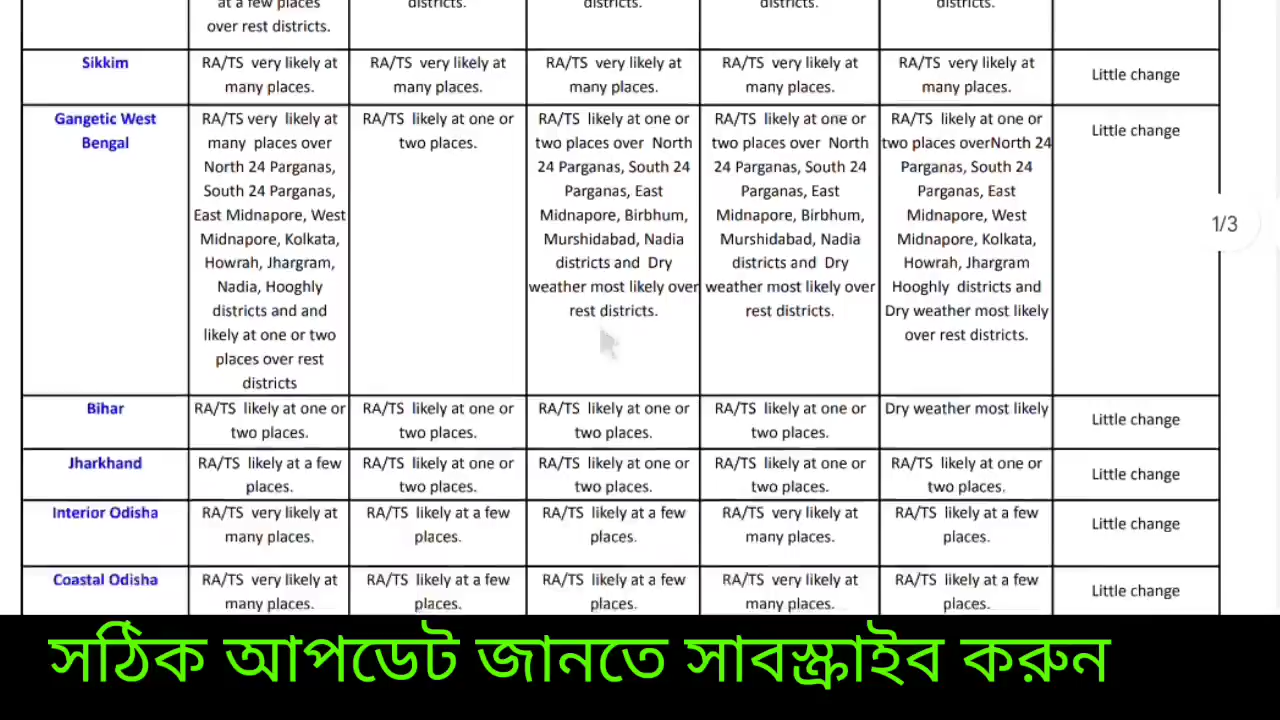 at a few places
over rest districts.
districts.
districts.
districts.
districts.
Sikkim
RA/TS very likely at
many places.
RA/TS very likely at
many places.
RA/TS very likely at
many places.
RA/TS very likely at
many places.
RA/TS very likely at
many places.
Little change
Gangetic West
Bengal
RA/TS very likely at
many places over
North 24 Parganas,
South 24 Parganas,
East Midnapore, West
Midnapore, Kolkata,
Howrah, Jhargram,
Nadia, Hooghly
districts and and
likely at one or two
places over rest
districts
RA/TS likely at one or
two places.
RA/TS likely at one or
two places over North
24 Parganas, South 24
Parganas, East
Midnapore, Birbhum,
Murshidabad, Nadia
districts and Dry
weather most likely over
rest districts.
RA/TS likely at one or
two places over North
24 Parganas, South 24
Parganas, East
Midnapore, Birbhum,
Murshidabad, Nadia
districts and Dry
weather most likely over
rest districts.
RA/TS likely at one or
two places overNorth 24
Parganas, South 24
Parganas, East
Midnapore, West
Midnapore, Kolkata,
Howrah, Jhargram
Hooghly districts and
Dry weather most likely
over rest districts.
Little change
1/3
Bihar
RA/TS likely at one or
two places.
RA/TS likely at one or
two places.
RA/TS likely at one or
two places.
RA/TS likely at one or
two places.
Dry weather most likely
Little change
Jharkhand
RA/TS likely at a few
places.
RA/TS likely at one or
two places.
RA/TS likely at one or
two places.
RA/TS likely at one or
two places.
RA/TS likely at one or
two places.
Little change
Interior Odisha
RA/TS very likely at
many places.
RA/TS likely at a few
places.
RA/TS likely at a few
places.
RA/TS very likely at
many places.
RA/TS likely at a few
places.
Little change
Coastal Odisha
RA/TS very likely at
many places.
RA/TS likely at a few
places.
RA/TS likely at a few
places.
RA/TS very likely at
many places.
RA/TS likely at a few
places.
Little change
সঠিক আপডেট জানতে সাবস্ক্রাইব করুন